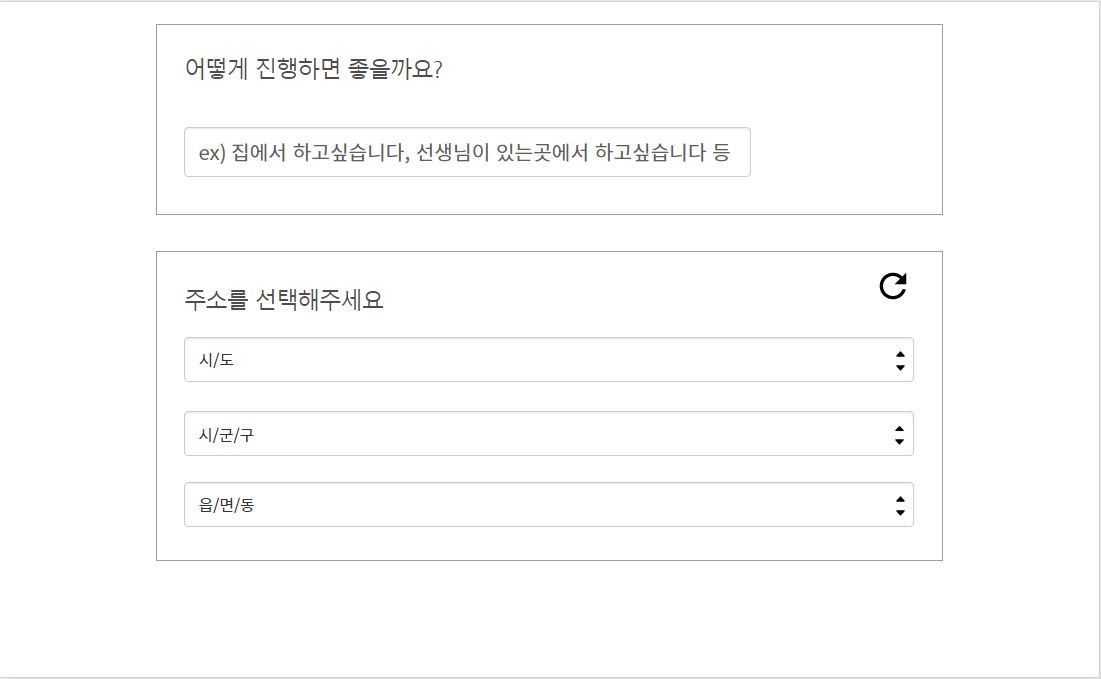 어떻게 진행하면 좋을까요?
ex) 집에서 하고싶습니다, 선생님이 있는곳에서 하고싶습니다 등
주소를 선택해주세요
시/도
시/군/구
읍/면/동